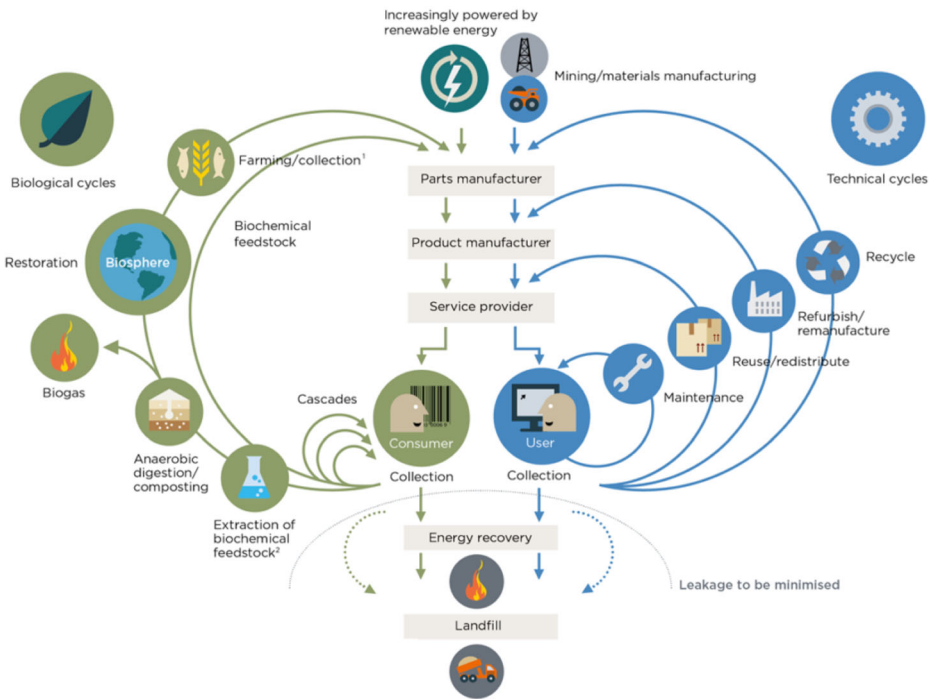 Increasingly powered by
renewable energy
Mining/materials manufacturing
Biological cycles
Technical cycles
Farming/collection¹
Parts manufacturer
Biochemical
feedstock
Product manufacturer
Restoration
Biosphere
Recycle
Service provider
Refurbish/
remanufacture
Reuse/redistribute
Biogas
Maintenance
Cascades
Consumer
User
Anaerobic
digestion/
composting
Collection
Collection
Extraction of
biochemical
feedstock²
Energy recovery
Leakage to be minimised
Landfill